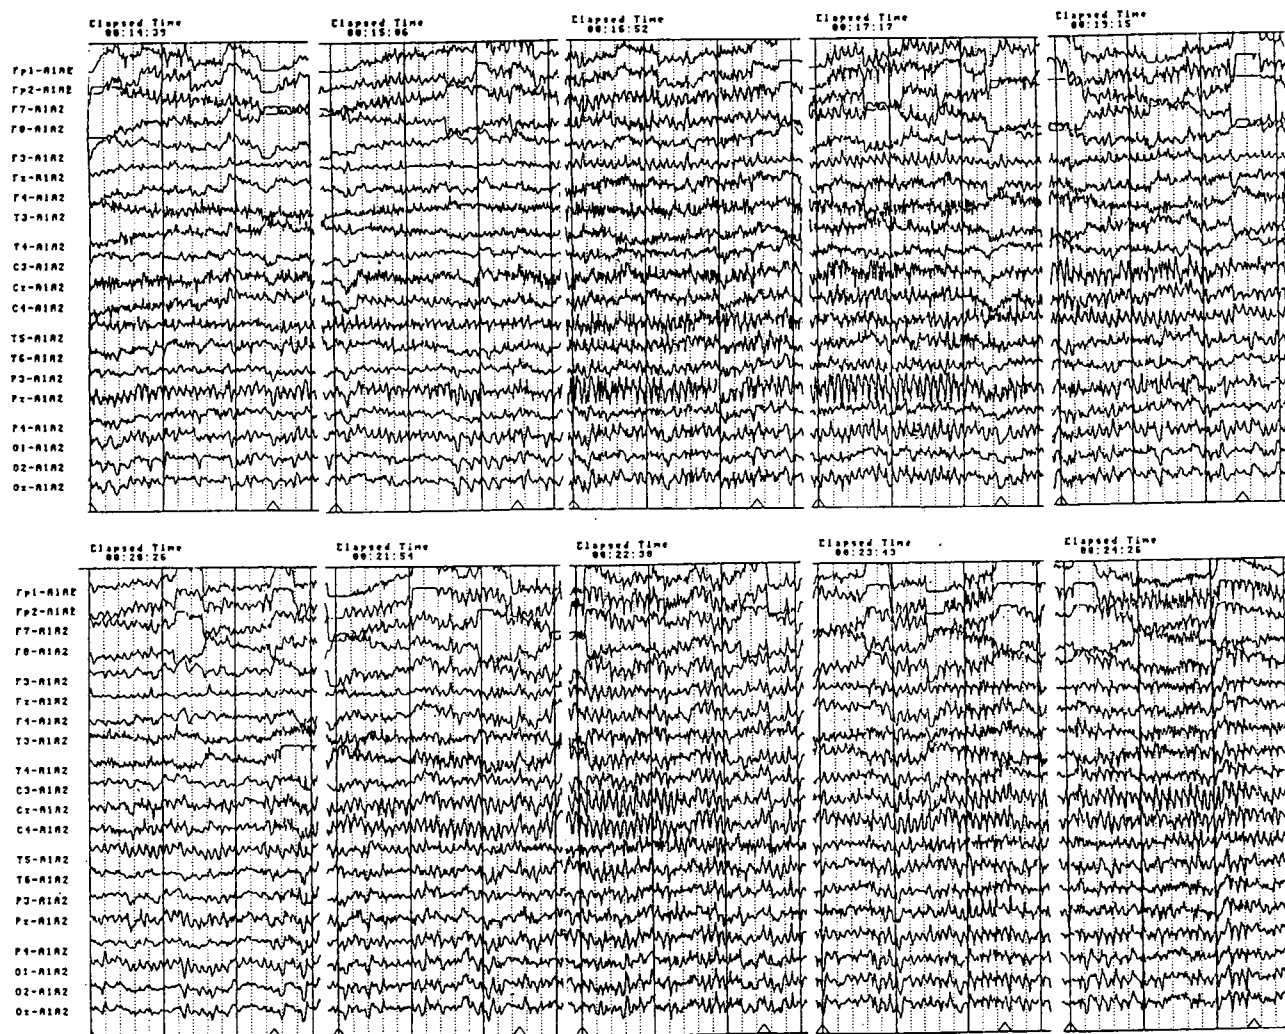 Elapsed Time
00:14:39
Elapsed Time
00:15:06
Elapsed Time
00:16:52
Elapsed Time
00:17:17
Elapsed Time
00:19:15
Fp1-A1A2
Fp2-A1A2
F7-A1A2
F8-A1A2
F3-A1A2
Fz-A1A2
F4-A1A2
T3-A1A2
T4-A1A2
C3-A1A2
Cz-A1A2
C4-A1A2
T5-A1A2
T6-A1A2
P3-A1A2
Pz-A1A2
P4-A1A2
O1-A1A2
O2-A1A2
Oz-A1A2
Elapsed Time
00:20:26
Elapsed Time
00:21:54
Elapsed Time
00:22:38
Elapsed Time
00:23:43
Elapsed Time
00:24:26
Fp1-A1A2
Fp2-A1A2
F7-A1A2
F8-A1A2
F3-A1A2
Fz-A1A2
F4-A1A2
T3-A1A2
T4-A1A2
C3-A1A2
Cz-A1A2
C4-A1A2
T5-A1A2
T6-A1A2
P3-A1A2
Pz-A1A2
P4-A1A2
O1-A1A2
O2-A1A2
Oz-A1A2